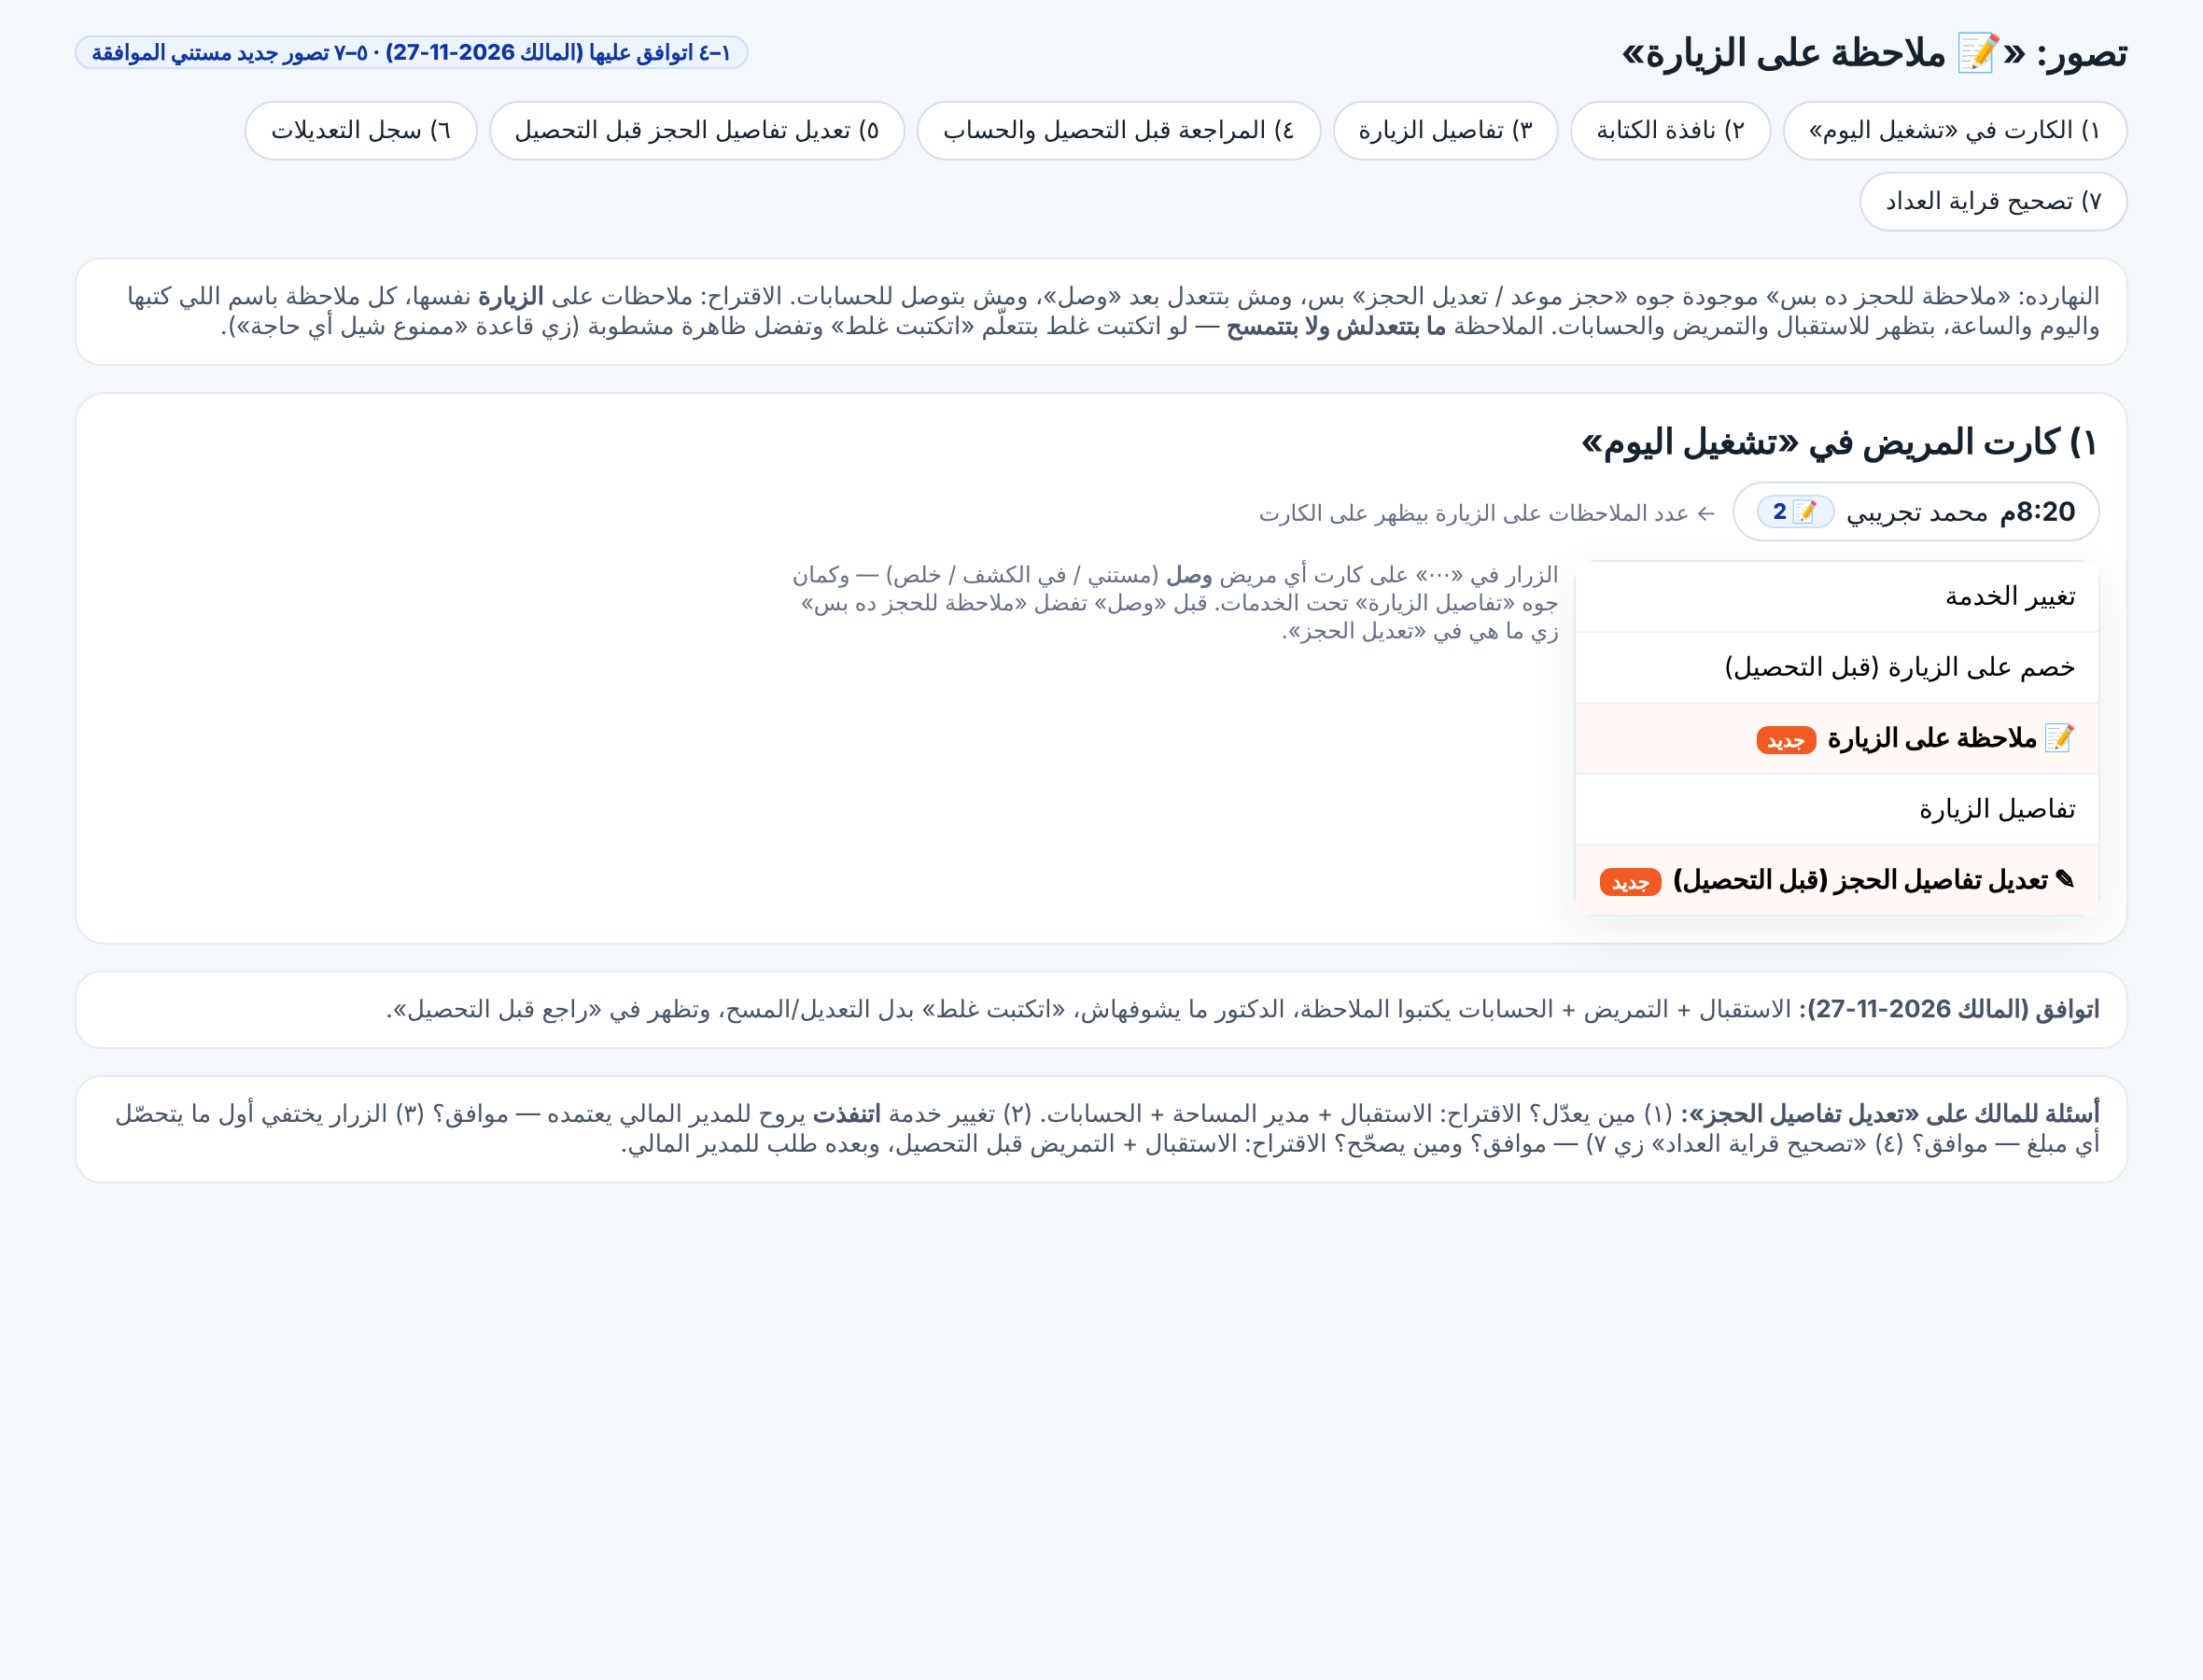 تصور: «📝 ملاحظة على الزيارة»
١–٤ اتوافق عليها (المالك 2026-11-27) · ٥–٧ تصور جديد مستني الموافقة
١) الكارت في «تشغيل اليوم»
٢) نافذة الكتابة
٣) تفاصيل الزيارة
٤) المراجعة قبل التحصيل والحساب
٥) تعديل تفاصيل الحجز قبل التحصيل
٦) سجل التعديلات
٧) تصحيح قراية العداد
النهارده: «ملاحظة للحجز ده بس» موجودة جوه «حجز موعد / تعديل الحجز» بس، ومش بتتعدل بعد «وصل»، ومش بتوصل للحسابات. الاقتراح: ملاحظات على الزيارة نفسها، كل ملاحظة باسم اللي كتبها
واليوم والساعة، بتظهر للاستقبال والتمريض والحسابات. الملاحظة ما بتتعدلش ولا بتتمسح — لو اتكتبت غلط بتتعلّم «اتكتبت غلط» وتفضل ظاهرة مشطوبة (زي قاعدة «ممنوع شيل أي حاجة»).
١) كارت المريض في «تشغيل اليوم»
8:20م محمد تجريبي 📝 2
← عدد الملاحظات على الزيارة بيظهر على الكارت
الزرار في «⋯» على كارت أي مريض وصل (مستني / في الكشف / خلص) — وكمان
جوه «تفاصيل الزيارة» تحت الخدمات. قبل «وصل» تفضل «ملاحظة للحجز ده بس»
زي ما هي في «تعديل الحجز».
تغيير الخدمة
خصم على الزيارة (قبل التحصيل)
📝 ملاحظة على الزيارة جديد
تفاصيل الزيارة
✎ تعديل تفاصيل الحجز (قبل التحصيل) جديد
اتوافق (المالك 2026-11-27): الاستقبال + التمريض + الحسابات يكتبوا الملاحظة، الدكتور ما يشوفهاش، «اتكتبت غلط» بدل التعديل/المسح، وتظهر في «راجع قبل التحصيل».
أسئلة للمالك على «تعديل تفاصيل الحجز»: (١) مين يعدّل؟ الاقتراح: الاستقبال + مدير المساحة + الحسابات. (٢) تغيير خدمة اتنفذت يروح للمدير المالي يعتمده — موافق؟ (٣) الزرار يختفي أول ما يتحصّل
أي مبلغ — موافق؟ (٤) «تصحيح قراية العداد» زي ٧) — موافق؟ ومين يصحّح؟ الاقتراح: الاستقبال + التمريض قبل التحصيل، وبعده طلب للمدير المالي.